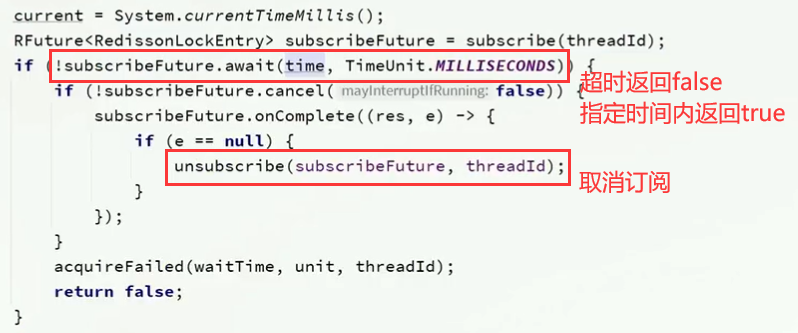 current = System.currentTimeMillis();
RFuture<RedissonLockEntry> subscribeFuture = subscribe(threadId);
if (!subscribeFuture.await(time, TimeUnit.MILLISECONDS)) {
超时返回false
if (!subscribeFuture.cancel( mayInterruptIfRunning: false)) {
指定时间内返回true
subscribeFuture.onComplete((res, e) -> {
if (e == null) {
unsubscribe(subscribeFuture, threadId);
取消订阅
}
});
}
acquireFailed(waitTime, unit, threadId);
return false;
}